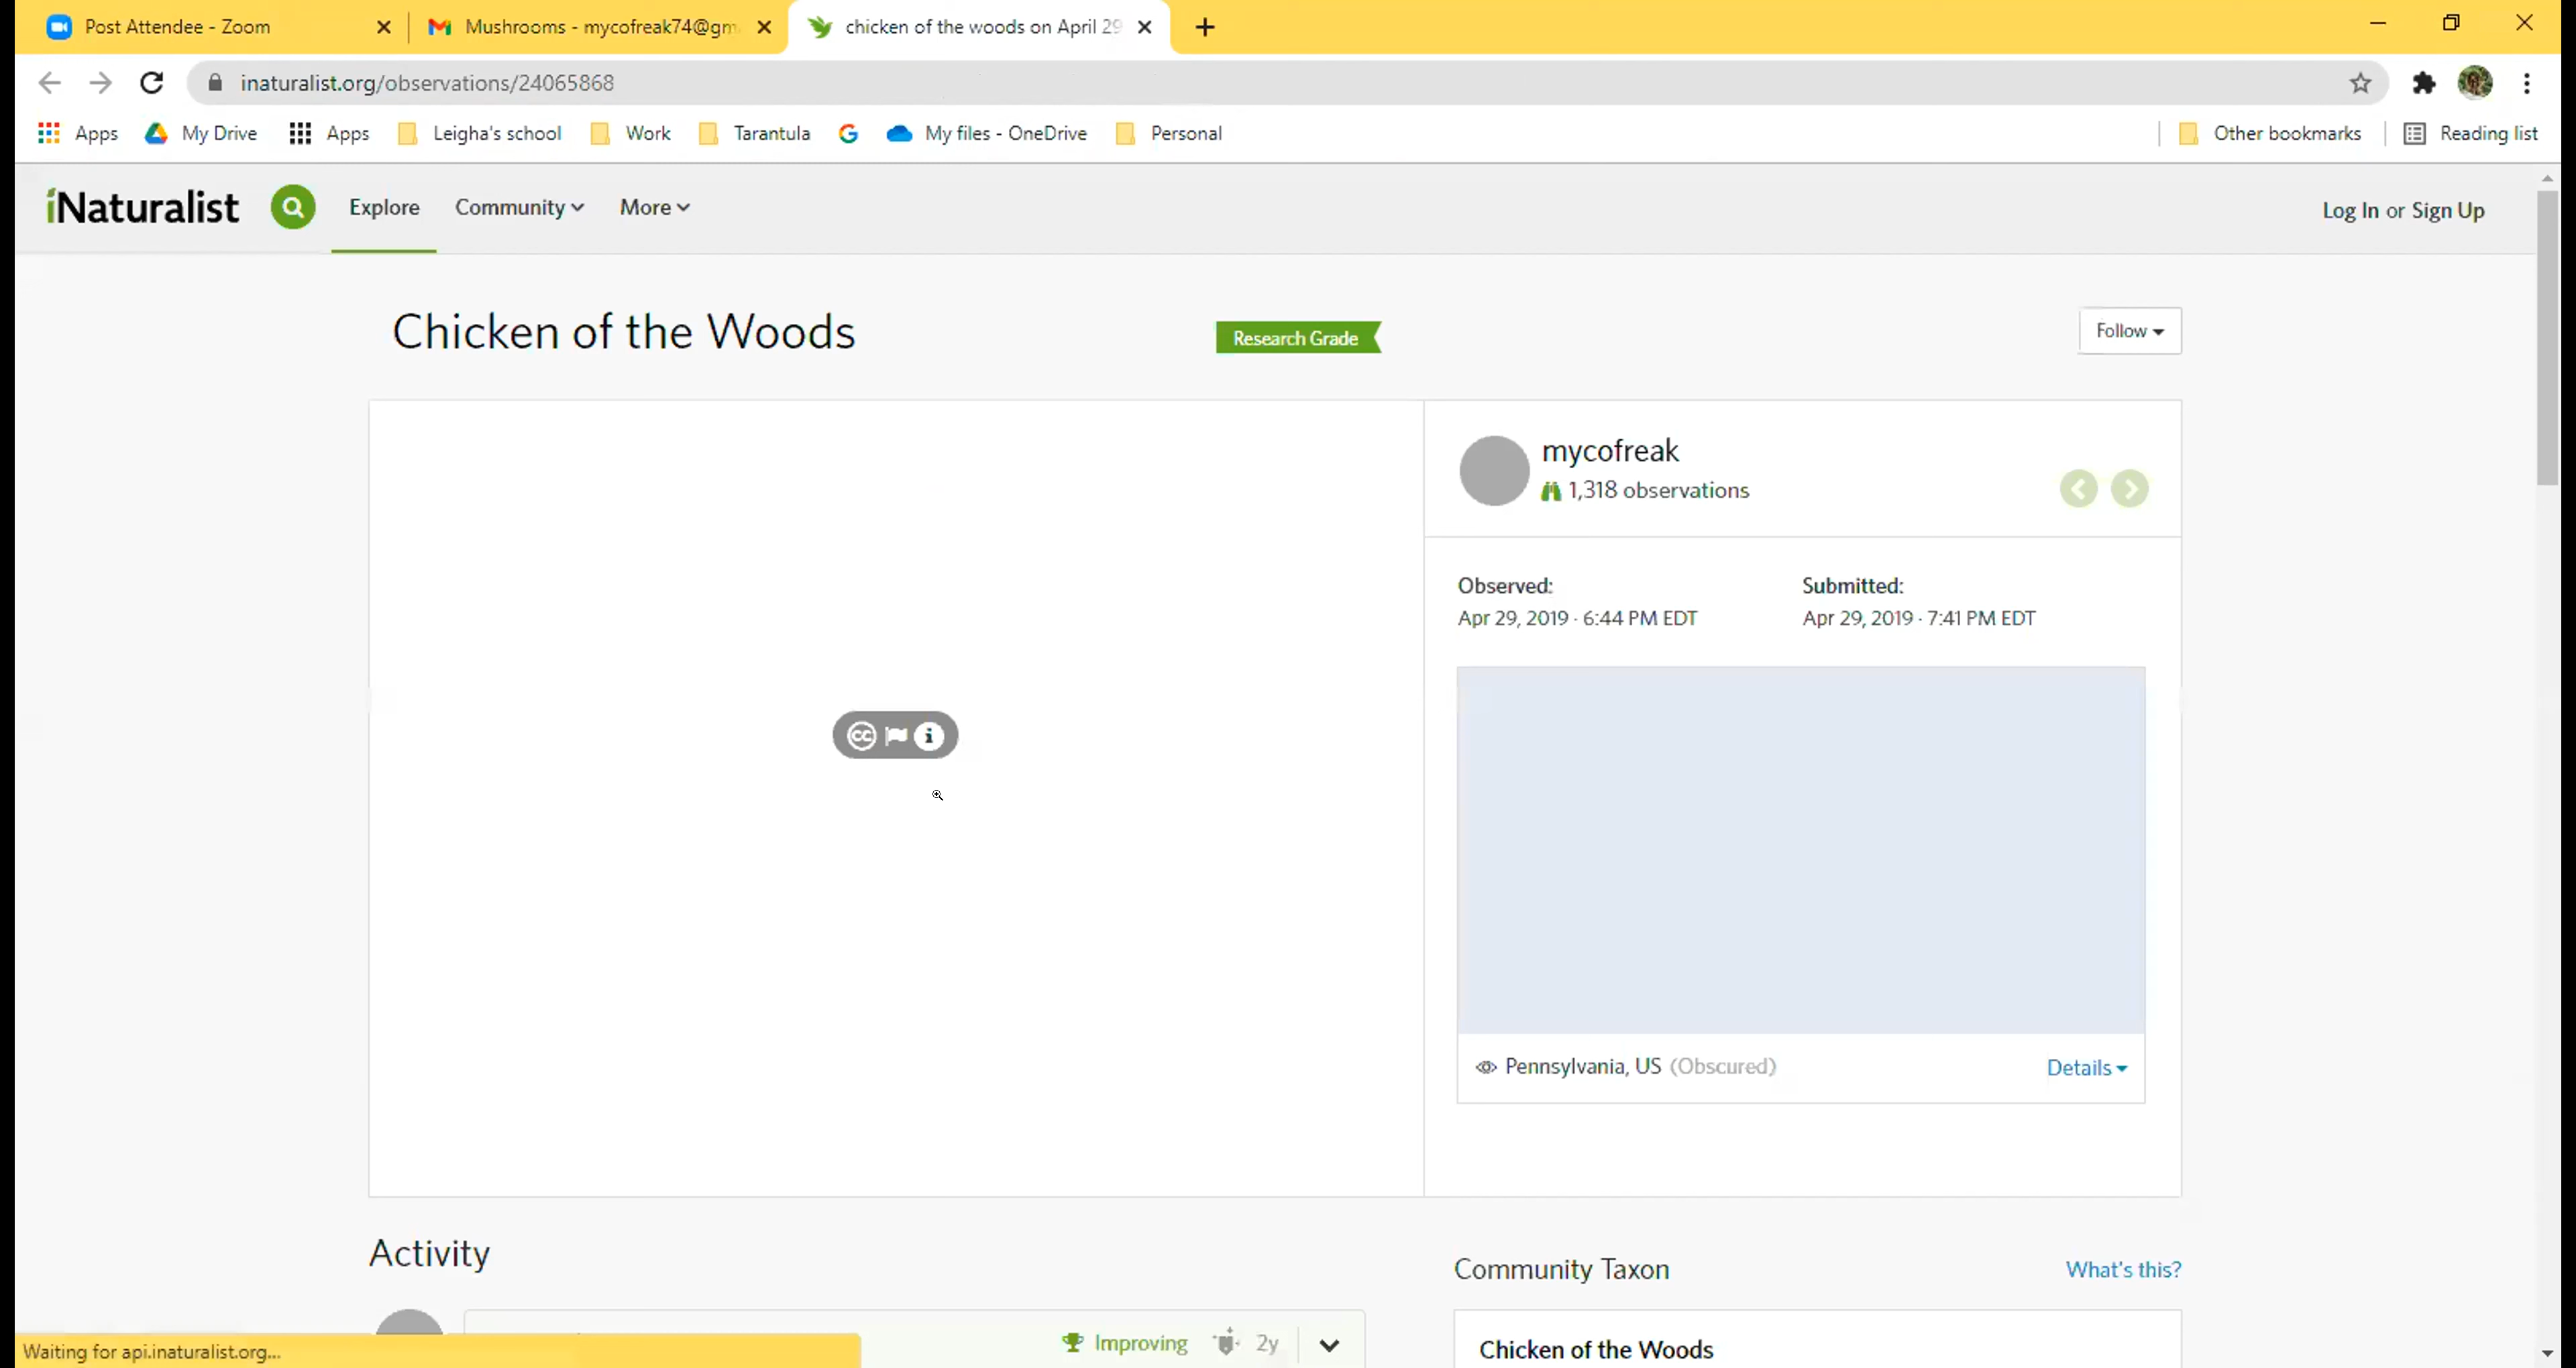 Post Attendee - Zoom
Mushrooms - mycofreak74@gm
chicken of the woods on April 29
inaturalist.org/observations/24065868
Apps My Drive Apps Leigha's school Work Tarantula My files - OneDrive Personal Other bookmarks Reading list
iNaturalist Explore Community More Log In or Sign Up
Chicken of the Woods Research Grade Follow
mycofreak
1,318 observations
Observed: Submitted:
Apr 29, 2019 · 6:44 PM EDT Apr 29, 2019 · 7:41 PM EDT
cc i
Pennsylvania, US (Obscured) Details
Activity
Community Taxon What's this?
Improving 2y
Chicken of the Woods
Waiting for api.inaturalist.org...